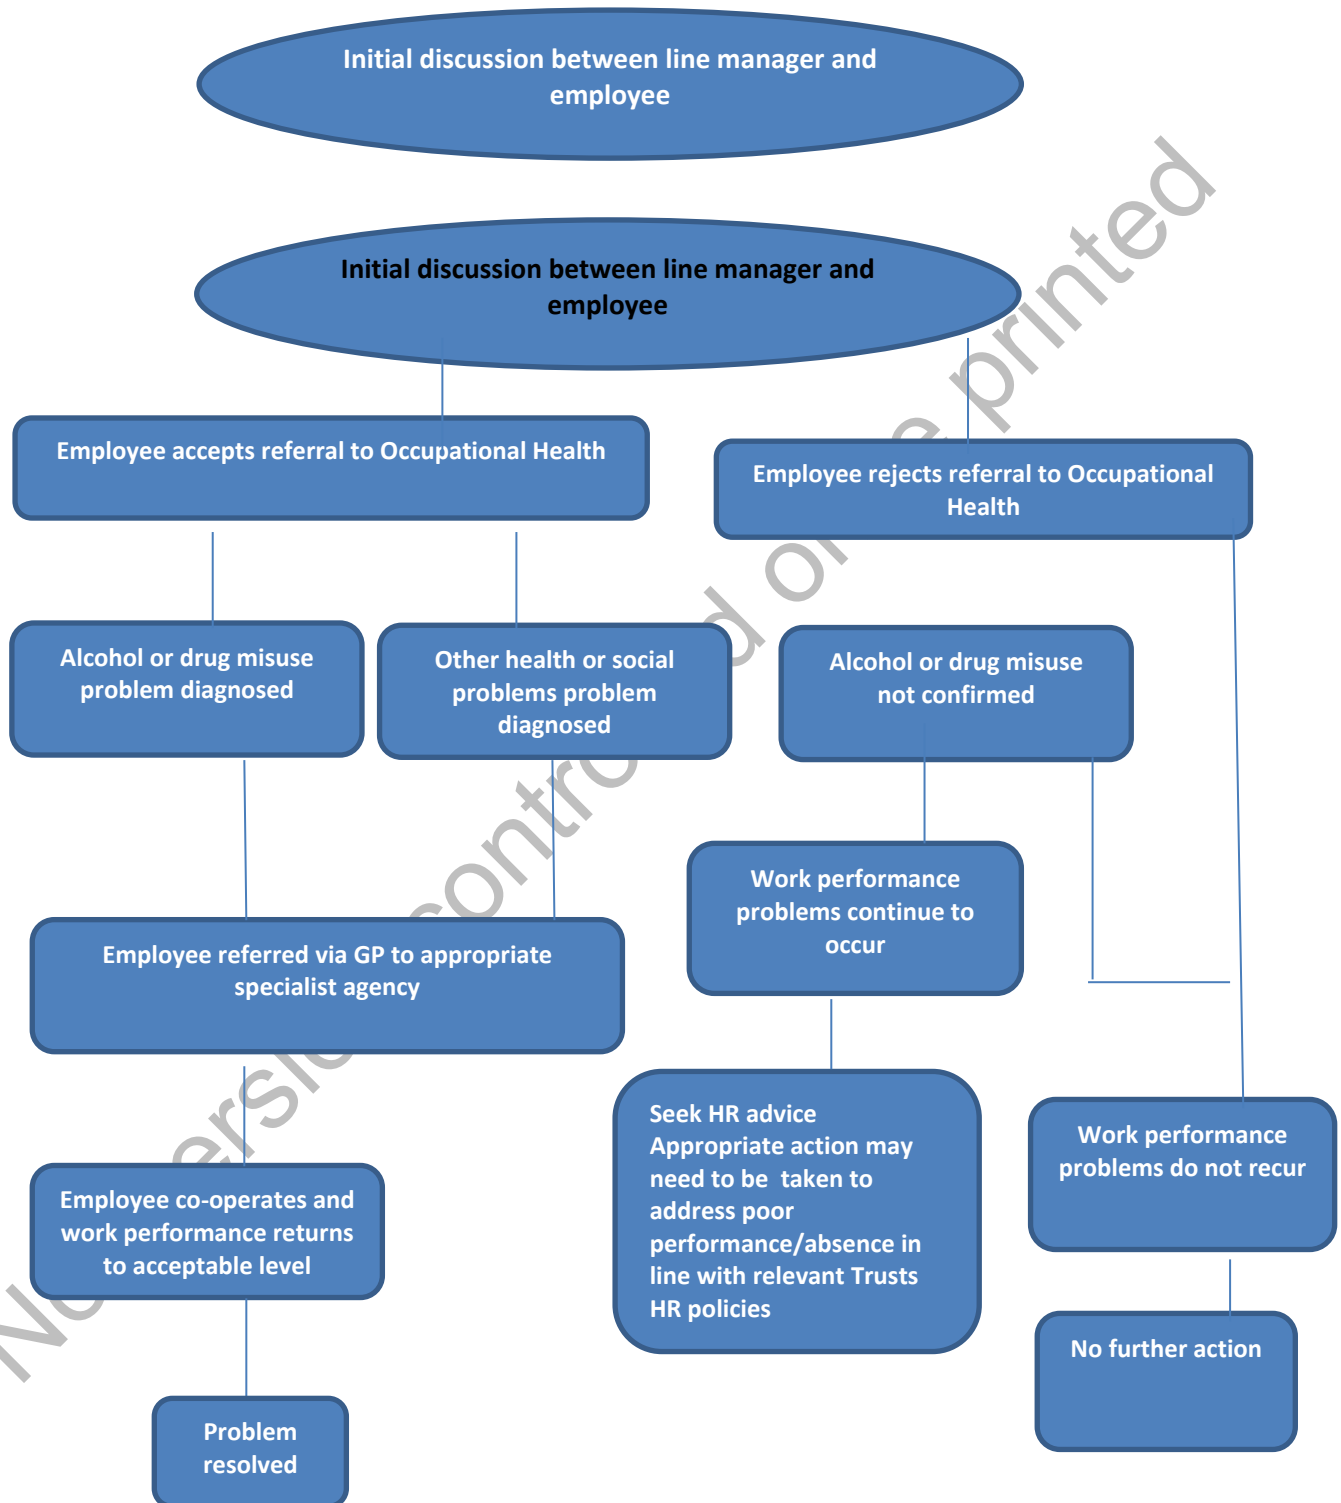 Initial discussion between line manager and
employee
Initial discussion between line manager and
employee
Employee accepts referral to Occupational Health
Employee rejects referral to Occupational
Health
Alcohol or drug misuse
problem diagnosed
Other health or social
problems problem
diagnosed
Alcohol or drug misuse
not confirmed
Work performance
problems continue to
occur
Employee referred via GP to appropriate
specialist agency
Seek HR advice
Appropriate action may
need to be  taken to
address poor
performance/absence in
line with relevant Trusts
HR policies
Work performance
problems do not recur
Employee co-operates and
work performance returns
to acceptable level
No further action
Problem
resolved
printed